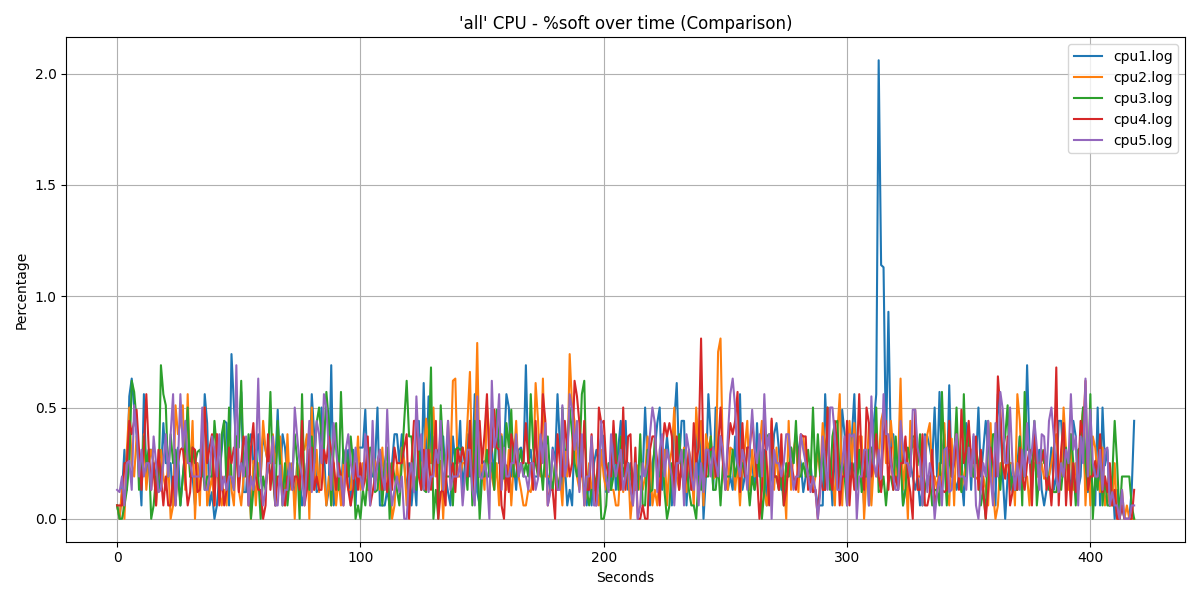 'all' CPU - %soft over time (Comparison)
cpu1.log
cpu2.log
cpu3.log
cpu4.log
cpu5.log
Percentage
2.0
1.5
1.0
0.5
0.0
0 100 200 300 400
Seconds